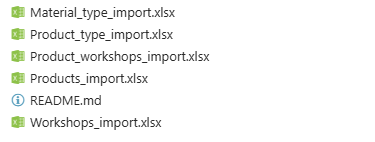 Material_type_import.xlsx
Product_type_import.xlsx
Product_workshops_import.xlsx
Products_import.xlsx
README.md
Workshops_import.xlsx